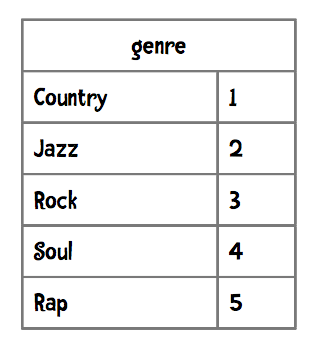 genre
Country 1
Jazz 2
Rock 3
Soul 4
Rap 5